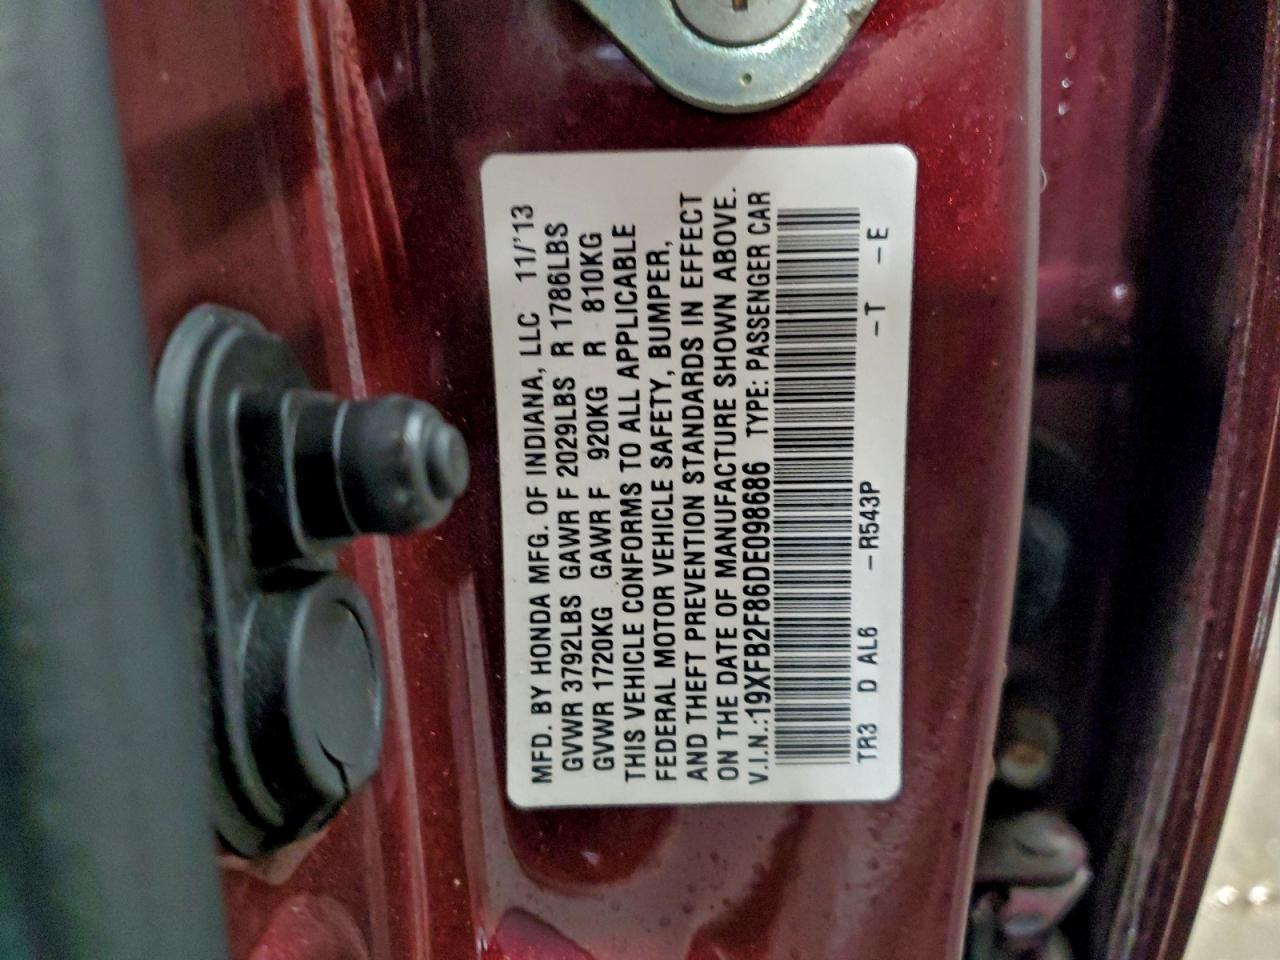 MFD. BY HONDA MFG. OF INDIANA, LLC 11/'13
GVWR 3792LBS GAWR F 2029LBS R 1786LBS
GVWR 1720KG GAWR F 920KG R 810KG
THIS VEHICLE CONFORMS TO ALL APPLICABLE
FEDERAL MOTOR VEHICLE SAFETY, BUMPER,
AND THEFT PREVENTION STANDARDS IN EFFECT
ON THE DATE OF MANUFACTURE SHOWN ABOVE.
V.I.N.:19XFB2F86DE098686 TYPE: PASSENGER CAR
TR3 D AL6 -R543P -T -E